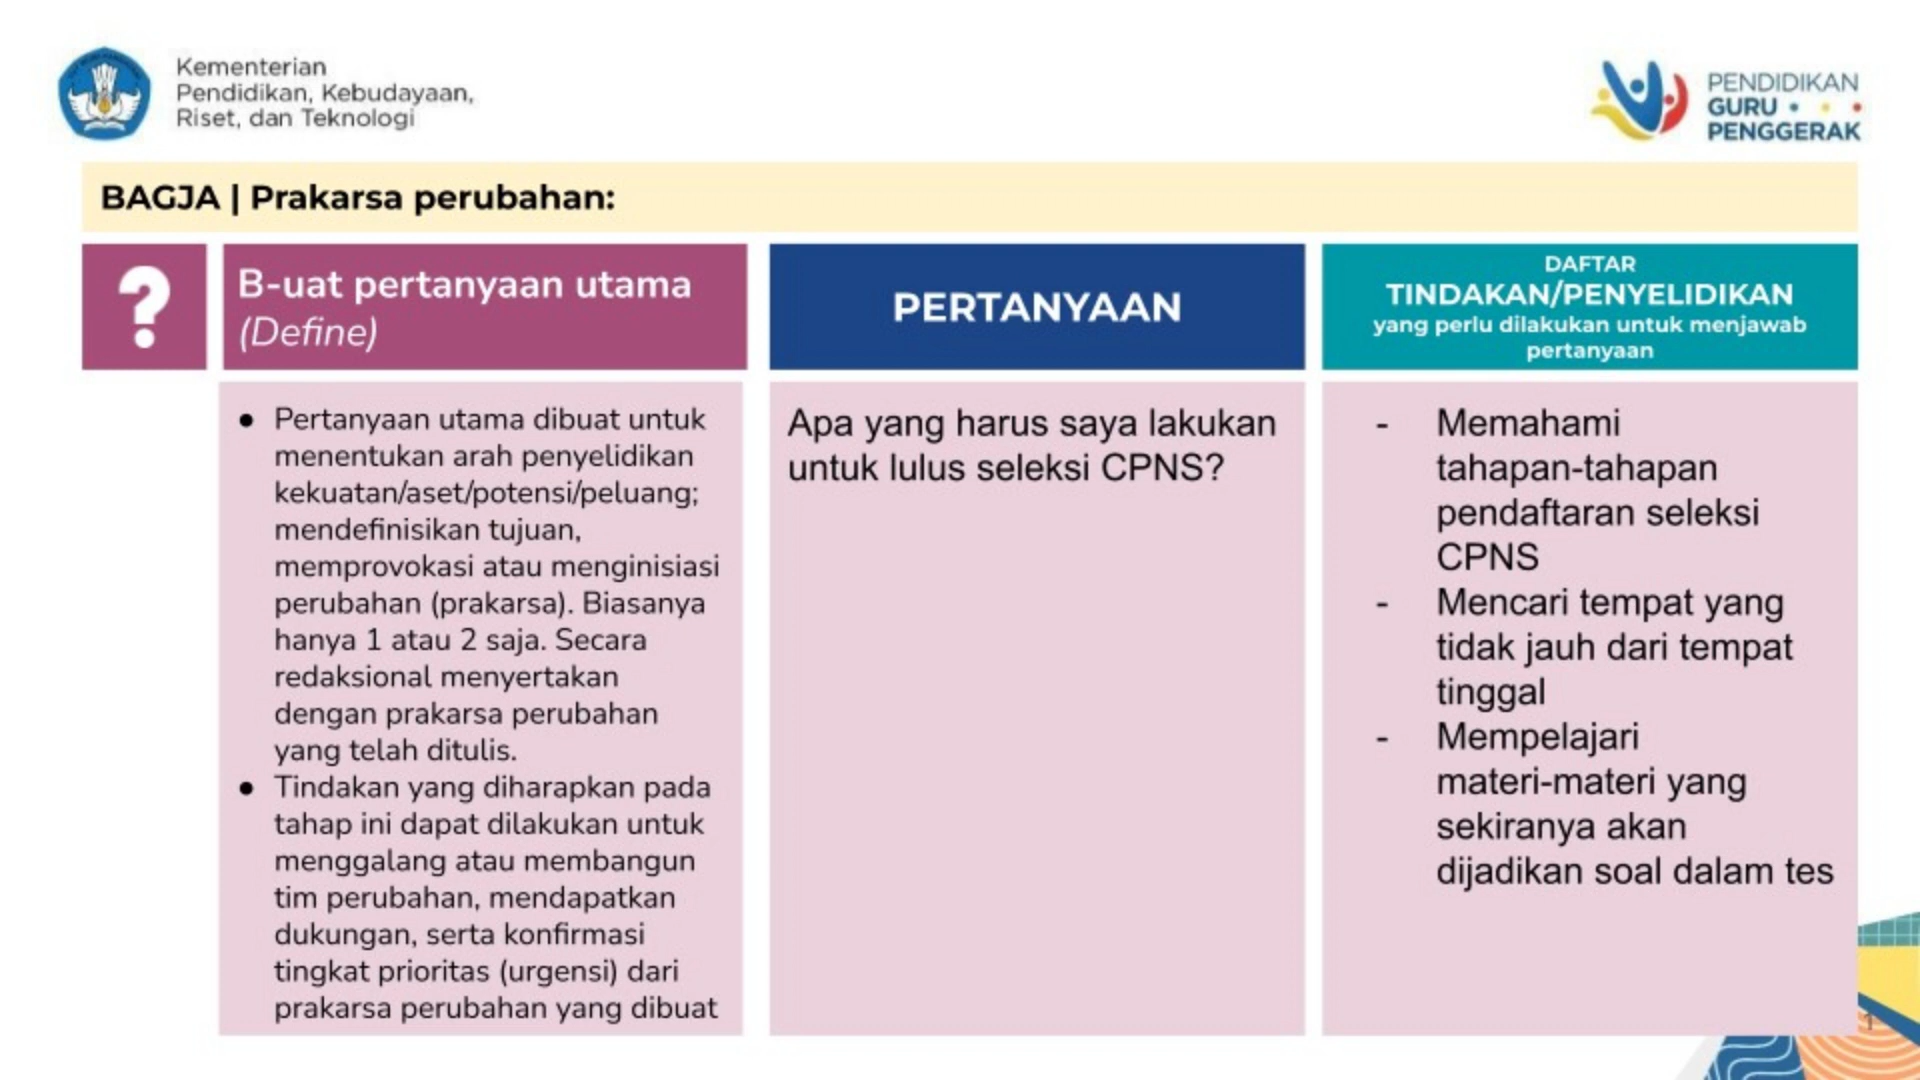 Kementerian
Pendidikan, Kebudayaan,
Riset, dan Teknologi
PENDIDIKAN
GURU
PENGGERAK
BAGJA | Prakarsa perubahan:
?
B-uat pertanyaan utama
(Define)
PERTANYAAN
DAFTAR
TINDAKAN/PENYELIDIKAN
yang perlu dilakukan untuk menjawab
pertanyaan
● Pertanyaan utama dibuat untuk
menentukan arah penyelidikan
kekuatan/aset/potensi/peluang;
mendefinisikan tujuan,
memprovokasi atau menginisiasi
perubahan (prakarsa). Biasanya
hanya 1 atau 2 saja. Secara
redaksional menyertakan
dengan prakarsa perubahan
yang telah ditulis.
● Tindakan yang diharapkan pada
tahap ini dapat dilakukan untuk
menggalang atau membangun
tim perubahan, mendapatkan
dukungan, serta konfirmasi
tingkat prioritas (urgensi) dari
prakarsa perubahan yang dibuat
Apa yang harus saya lakukan
untuk lulus seleksi CPNS?
- Memahami
tahapan-tahapan
pendaftaran seleksi
CPNS
- Mencari tempat yang
tidak jauh dari tempat
tinggal
- Mempelajari
materi-materi yang
sekiranya akan
dijadikan soal dalam tes
1